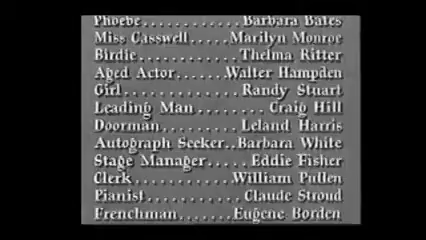 Phoebe.............Barbara Bates
Miss Casswell.....Marilyn Monroe
Birdie.............Thelma Ritter
Aged Actor.......Walter Hampden
Girl...............Randy Stuart
Leading Man........Craig Hill
Doorman.........Leland Harris
Autograph Seeker..Barbara White
Stage Manager.....Eddie Fisher
Clerk............William Pullen
Pianist...........Claude Stroud
Frenchman.......Eugene Borden